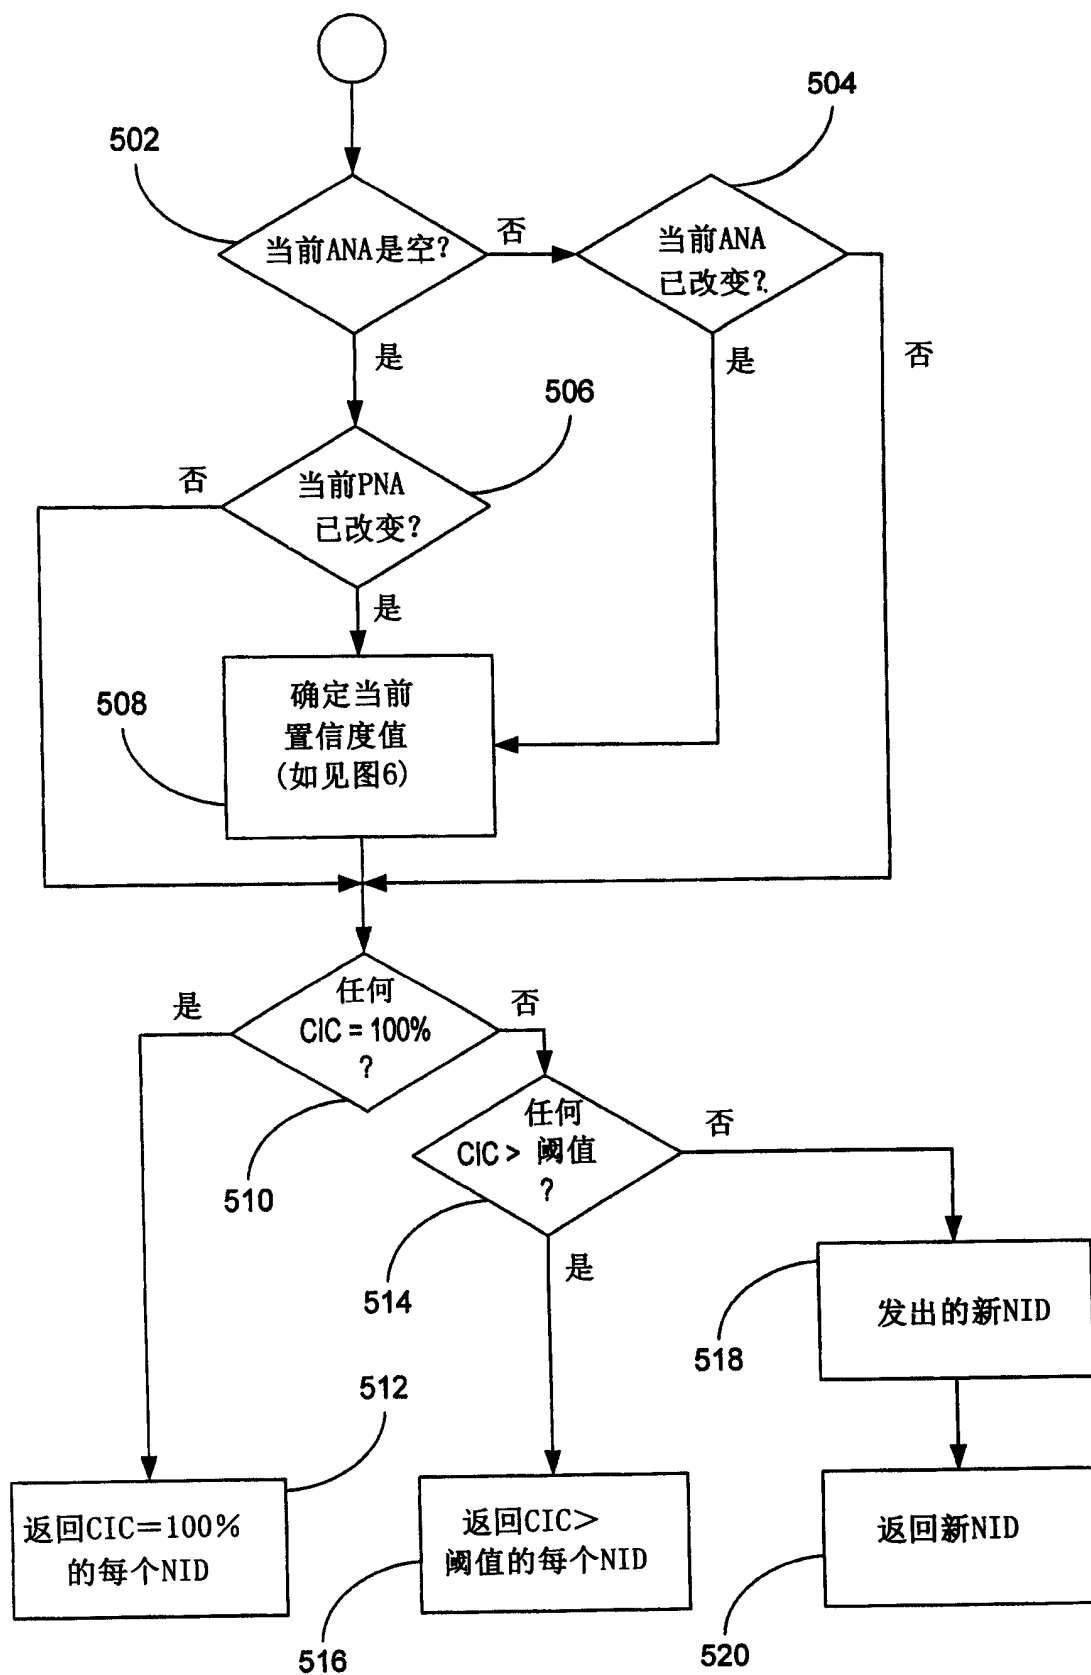 504
502
当前ANA是空?
否
当前ANA
已改变?
是
是
否
506
否
当前PNA
已改变?
是
508
确定当前
置信度值
(如见图6)
是
任何
CIC = 100%
?
否
510
任何
CIC > 阈值
?
否
514
是
518
发出的新NID
512
返回CIC=100%
的每个NID
返回CIC>
阈值的每个NID
516
返回新NID
520